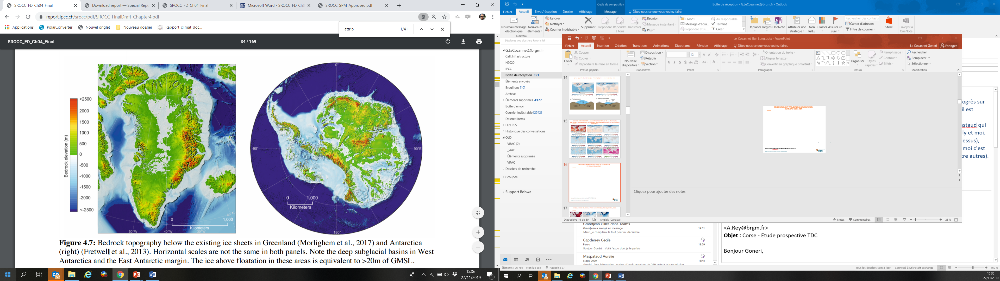 SROCC_FD_Ch04_Final
Download report — Special Repo
SROCC_FD_Ch01_Final
Microsoft Word - SROCC_FD_Ch0
SROCC_SPM_Approved.pdf
report.ipcc.ch/srocc/pdf/SROCC_FinalDraft_Chapter4.pdf
Applications
PolarConverter
Nouvel onglet
Nouveau dossier
Rapport_climat_doc...
attrib
1/41
SROCC_FD_Ch04_Final
34 / 169
Bedrock elevation (m)
>2500
2000
1500
1000
500
0
-500
-1000
-1500
-2000
<-2500
0
1,000
Kilometers
50°W
40°W
30°W
60°N
0°
-90°
90°E
180°
0
1,000
Kilometers
Figure 4.7: Bedrock topography below the existing ice sheets in Greenland (Morlighem et al., 2017) and Antarctica
(right) (Fretwell et al., 2013). Horizontal scales are not the same in both panels. Note the deep subglacial basins in West
Antarctica and the East Antarctic margin. The ice above floatation in these areas is equivalent to >20m of GMSL.
15:36
27/11/2019
Outils de composition
Boîte de réception - G.LeCozannet@brgm.fr - Outlook
Fichier
Accueil
Envoi/réception
Dossier
Affichage
Message
Dites-nous ce que vous voulez faire.
Nouveau message
électronique
Nouveaux
éléments
Nouveau
Ignorer
Nettoyer
Courrier indésirable
Supprimer
Répondre
Répondre
à tous
Transférer
Réunion
Message instantané
Plus
H2020
Message d'équi...
Répondre et su...
Au responsable
Terminé
Créer
Déplacer
Règles
OneNote
Attribuer une
stratégie
Non
lu/Lu
Classer
Assurer un
suivi
Rechercher des contacts
Carnet d'adresses
Filtre de courrier
Store
Envoyer à
OneNote
Déplacez vos dossiers Favoris ici
G.LeCozannet@brgm.fr
Call_Infrastructure
H2020
IPCC
Boîte de réception 351
Éléments envoyés
Brouillons [10]
Archive
Éléments supprimés 4177
Boîte d'envoi
Courrier indésirable [2542]
Deleted Items
Flux RSS
Historique des conversations
OLD
VRAC (2)
_Vrac
Éléments supprimés
VRAC
Dossiers de recherche
Groupes
Support Bobwa
Le_Cozannet_Bur_Long.pptx - PowerPoint
Fichier
Accueil
Insertion
Création
Transitions
Animations
Diaporama
Révision
Affichage
Dites-nous ce que vous voulez faire.
Le Cozannet Goneri
Partager
Coller
Couper
Copier
Reproduire la mise en forme
Presse-papiers
Nouvelle
diapositive
Disposition
Rétablir
Section
Diapositives
12
Police
Orientation du texte
Aligner le texte
Convertir en graphique SmartArt
Paragraphe
Organiser
Styles
rapides
Remplissage
Contour
Effets
Dessin
Rechercher
Remplacer
Sélectionner
Modification
14
15
16
17
OBSERVATIONS ET PROJECTIONS DE L'ELEVATION
DU NIVEAU DE LA MER
brgm
Cliquez pour ajouter des notes
Diapositive 16 de 59
Anglais (Canada)
Notes
Commentaires
25 %
ogrès sur
il est
staud qui
ly et moi.
lessus),
moi c'est
tre autres).
Grandjean Gilles dans Teams
Grandjean a envoyé un message
14:01
Merci, je compilerai le tout pour mi-décembre
Capderrey Cecile
Perso
13:59
Bonjour Gonéri, Voilà l'expo dont je te parlais
Maspataud Aurelie
Stage 2020
13:48
Gonéri, Pour information, je viens d'avoir un retour de DRH suite à la transmission
<A.Rey@brgm.fr>
Objet : Corse - Etude prospective TDC
Bonjour Goneri,
Éléments : 26 789
Non lu : 351
Rappels : 27
Tous les dossiers sont à jour.
Connecté à Microsoft Exchange
160 %
15:36
27/11/2019